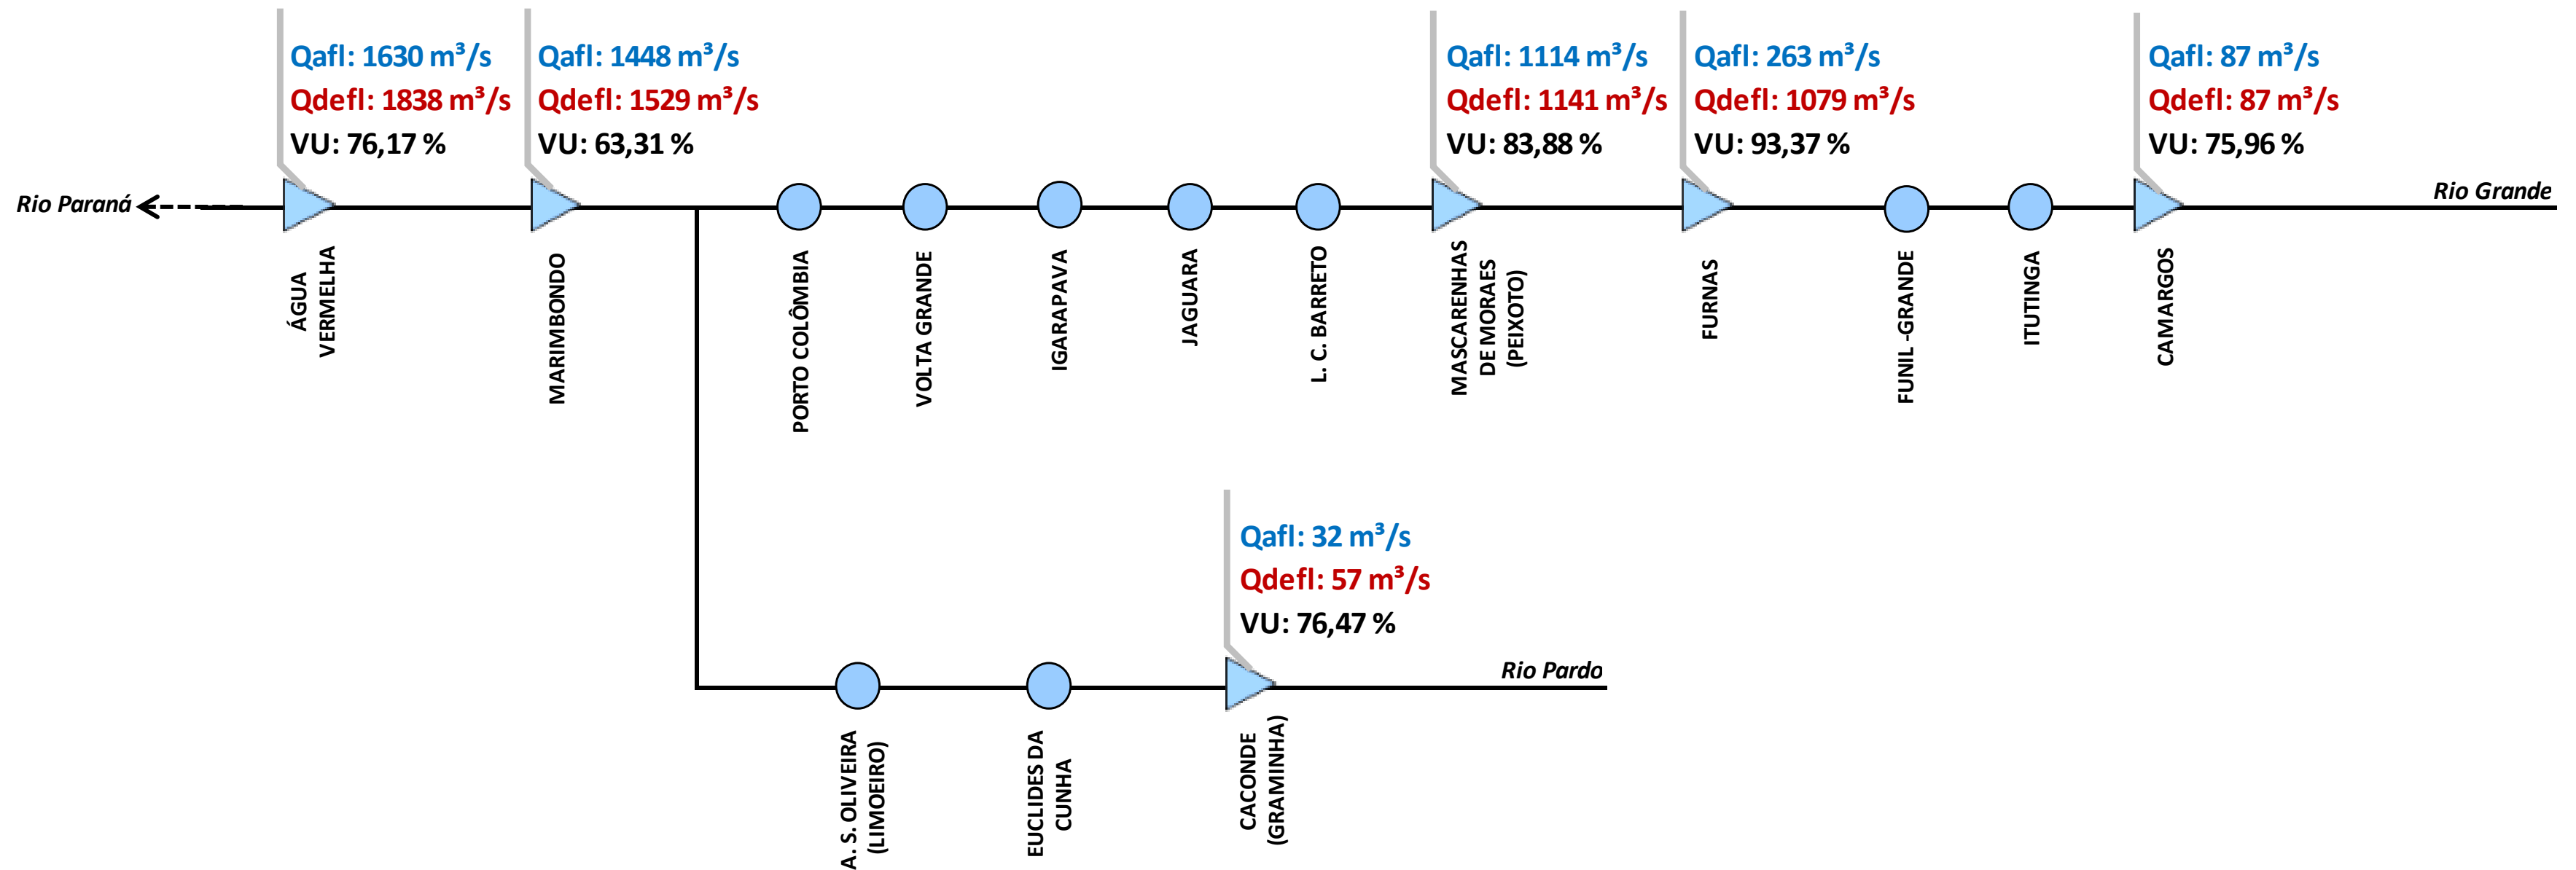 Qafl: 1630 m³/s
Qdefl: 1838 m³/s
VU: 76,17 %
Qafl: 1448 m³/s
Qdefl: 1529 m³/s
VU: 63,31 %
Qafl: 1114 m³/s
Qdefl: 1141 m³/s
VU: 83,88 %
Qafl: 263 m³/s
Qdefl: 1079 m³/s
VU: 93,37 %
Qafl: 87 m³/s
Qdefl: 87 m³/s
VU: 75,96 %
Rio Paraná
Rio Grande
ÁGUA
VERMELHA
MARIMBONDO
PORTO COLÔMBIA
VOLTA GRANDE
IGARAPAVA
JAGUARA
L. C. BARRETO
MASCARENHAS
DE MORAES
(PEIXOTO)
FURNAS
FUNIL -GRANDE
ITUTINGA
CAMARGOS
Qafl: 32 m³/s
Qdefl: 57 m³/s
VU: 76,47 %
Rio Pardo
A. S. OLIVEIRA
(LIMOEIRO)
EUCLIDES DA
CUNHA
CACONDE
(GRAMINHA)